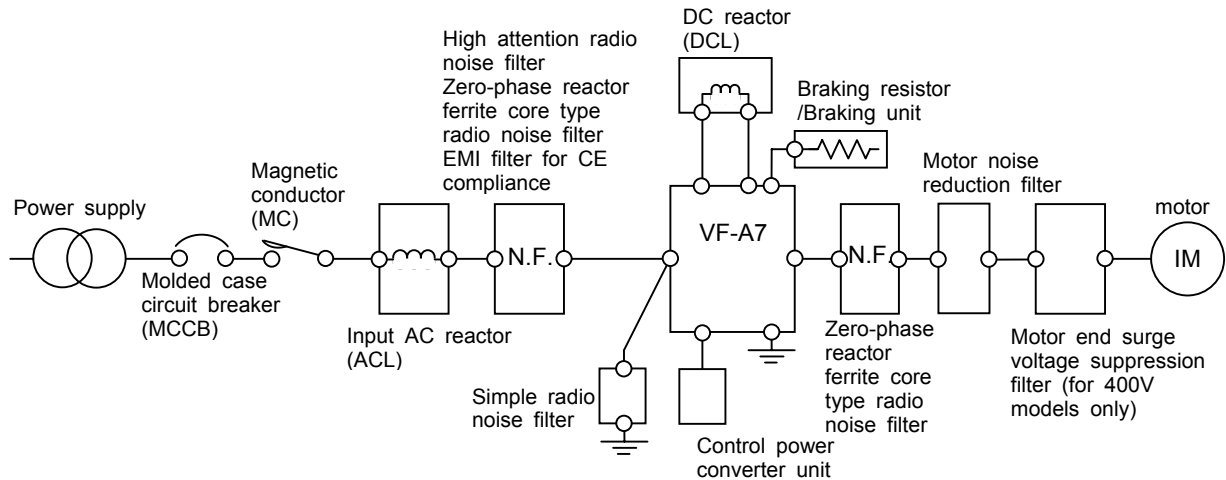 Power supply
Molded case
circuit breaker
(MCCB)
Magnetic
conductor
(MC)
Input AC reactor
(ACL)
High attention radio
noise filter
Zero-phase reactor
ferrite core type
radio noise filter
EMI filter for CE
compliance
N.F.
Simple radio
noise filter
DC reactor
(DCL)
Braking resistor
/Braking unit
VF-A7
Control power
converter unit
N.F.
Zero-phase
reactor
ferrite core
type radio
noise filter
Motor noise
reduction filter
Motor end surge
voltage suppression
filter (for 400V
models only)
motor
IM